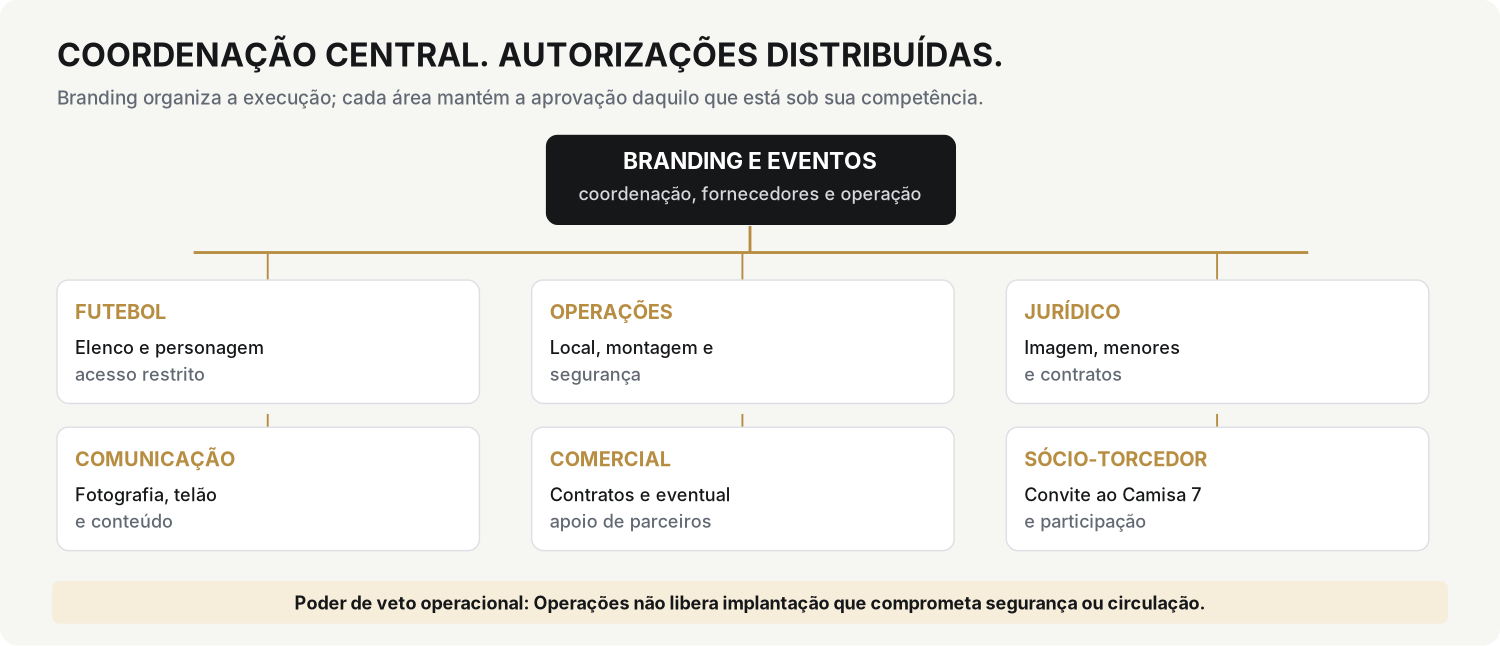 COORDENAÇÃO CENTRAL. AUTORIZAÇÕES DISTRIBUÍDAS.
Branding organiza a execução; cada área mantém a aprovação daquilo que está sob sua competência.
BRANDING E EVENTOS
coordenação, fornecedores e operação
FUTEBOL
Elenco e personagem
acesso restrito
OPERAÇÕES
Local, montagem e
segurança
JURÍDICO
Imagem, menores
e contratos
COMUNICAÇÃO
Fotografia, telão
e conteúdo
COMERCIAL
Contratos e eventual
apoio de parceiros
SÓCIO-TORCEDOR
Convite ao Camisa 7
e participação
Poder de veto operacional: Operações não libera implantação que comprometa segurança ou circulação.